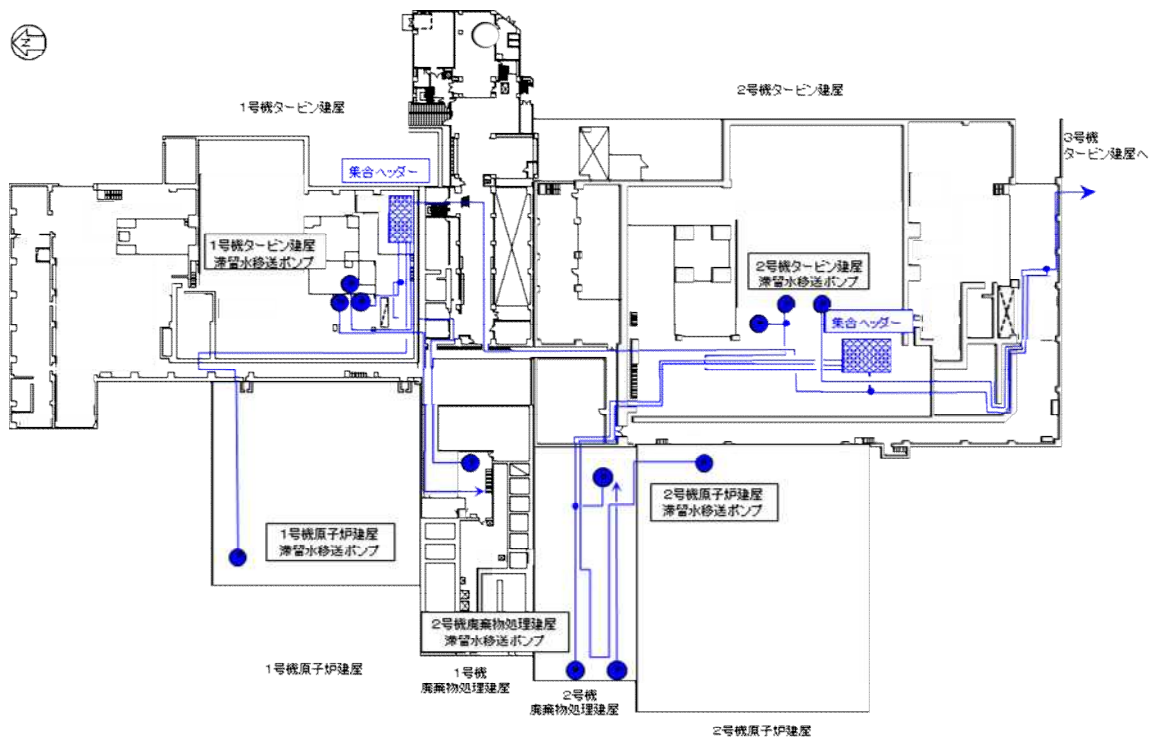 N
1号機タービン建屋
2号機タービン建屋
3号機
タービン建屋へ
集合ヘッダー
1号機タービン建屋
滞留水移送ポンプ
2号機タービン建屋
滞留水移送ポンプ
集合ヘッダー
2号機原子炉建屋
滞留水移送ポンプ
1号機原子炉建屋
滞留水移送ポンプ
2号機廃棄物処理建屋
滞留水移送ポンプ
1号機原子炉建屋
1号機
廃棄物処理建屋
2号機
廃棄物処理建屋
2号機原子炉建屋